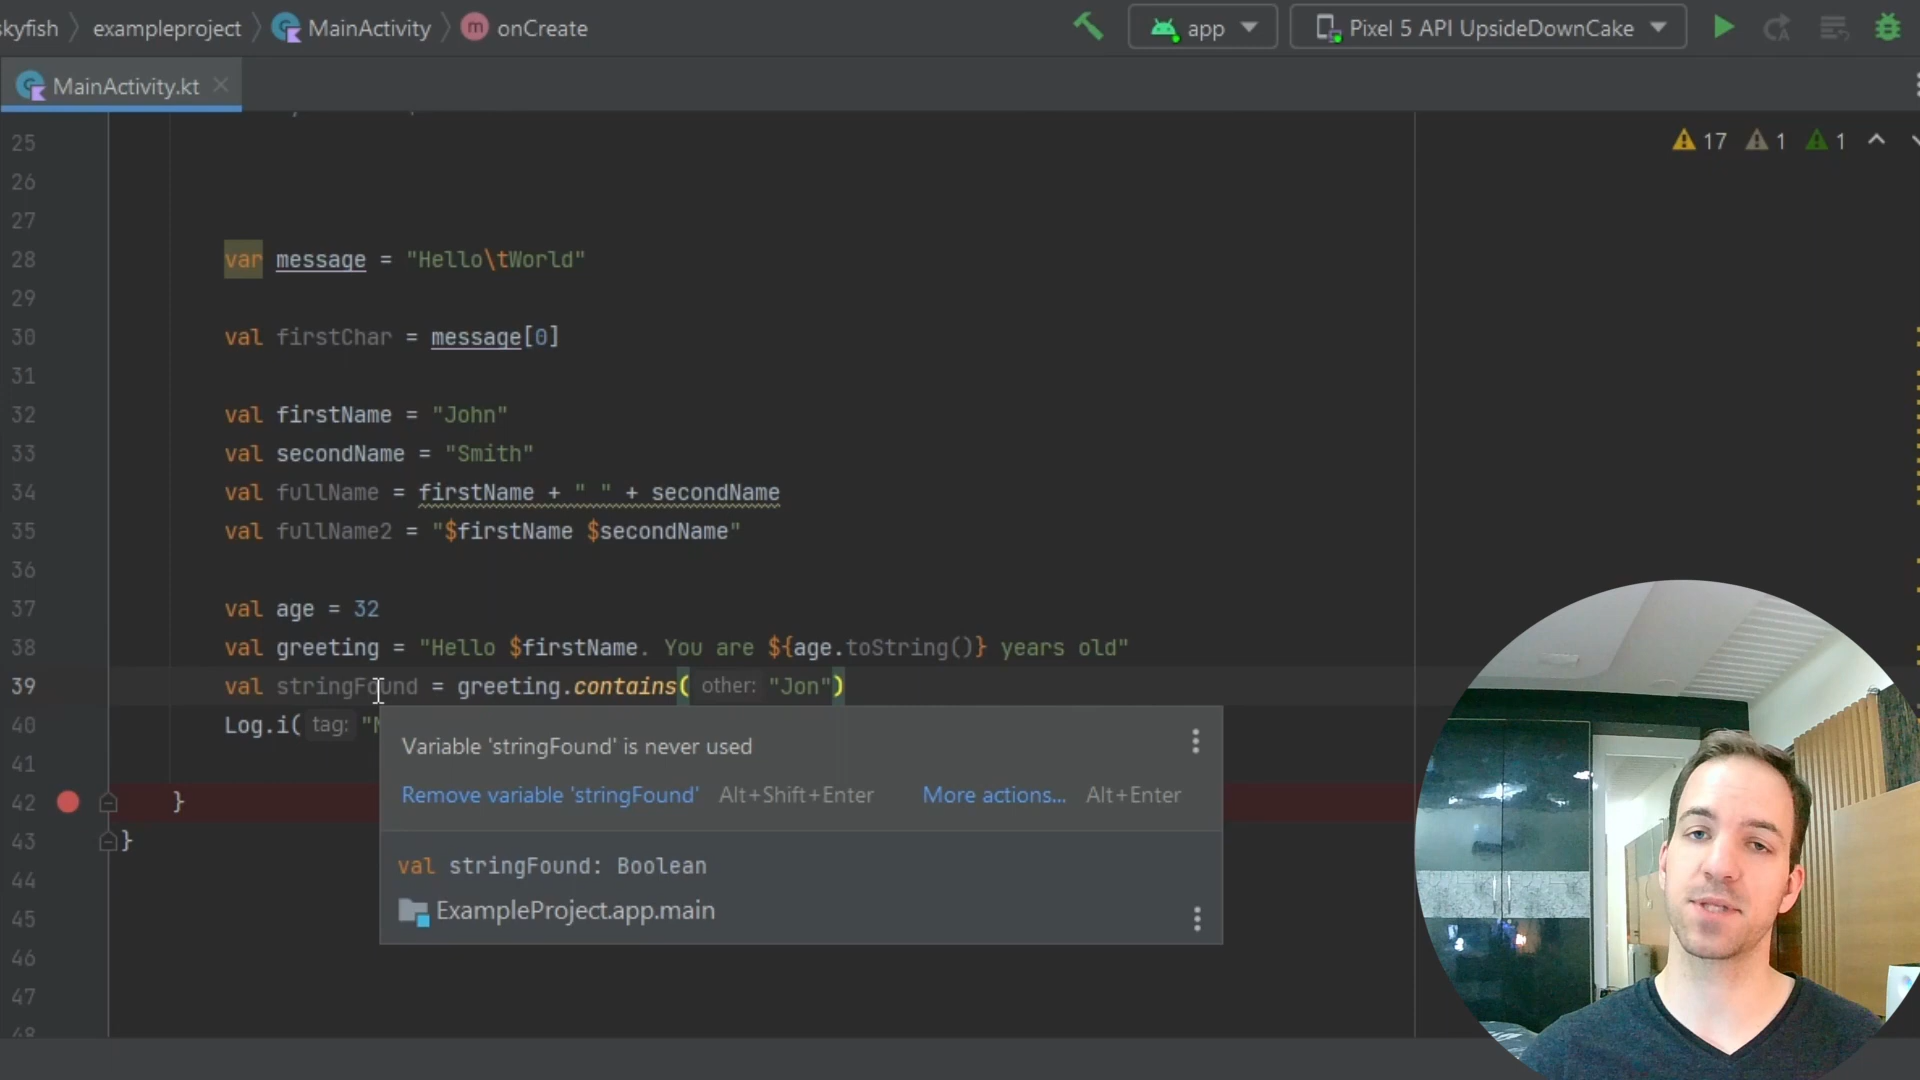 kyfish exampleproject MainActivity onCreate app Pixel 5 API UpsideDownCake
MainActivity.kt
25 17 1 1
26
27
28 var message = "Hello\tWorld"
29
30 val firstChar = message[0]
31
32 val firstName = "John"
33 val secondName = "Smith"
34 val fullName = firstName + " " + secondName
35 val fullName2 = "$firstName $secondName"
36
37 val age = 32
38 val greeting = "Hello $firstName. You are ${age.toString()} years old"
39 val stringFound = greeting.contains( other: "Jon")
40 Log.i( tag: "
41
42 }
43 }
44
45
46
47
48
Variable 'stringFound' is never used
Remove variable 'stringFound' Alt+Shift+Enter More actions... Alt+Enter
val stringFound: Boolean
ExampleProject.app.main